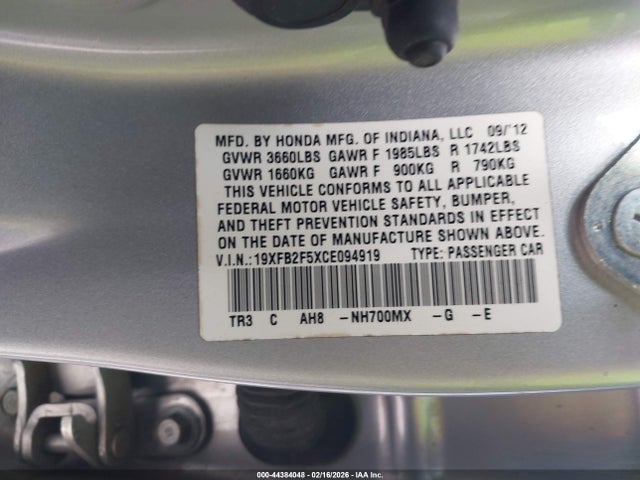 MFD. BY HONDA MFG. OF INDIANA, LLC 09/'12
GVWR 3660LBS GAWR F 1985LBS R 1742LBS
GVWR 1660KG GAWR F 900KG R 790KG
THIS VEHICLE CONFORMS TO ALL APPLICABLE
FEDERAL MOTOR VEHICLE SAFETY, BUMPER,
AND THEFT PREVENTION STANDARDS IN EFFECT
ON THE DATE OF MANUFACTURE SHOWN ABOVE.
V.I.N.:19XFB2F5XCE094919 TYPE: PASSENGER CAR
TR3 C AH8 -NH700MX -G -E
000-44384048 - 02/16/2026 - IAA Inc.